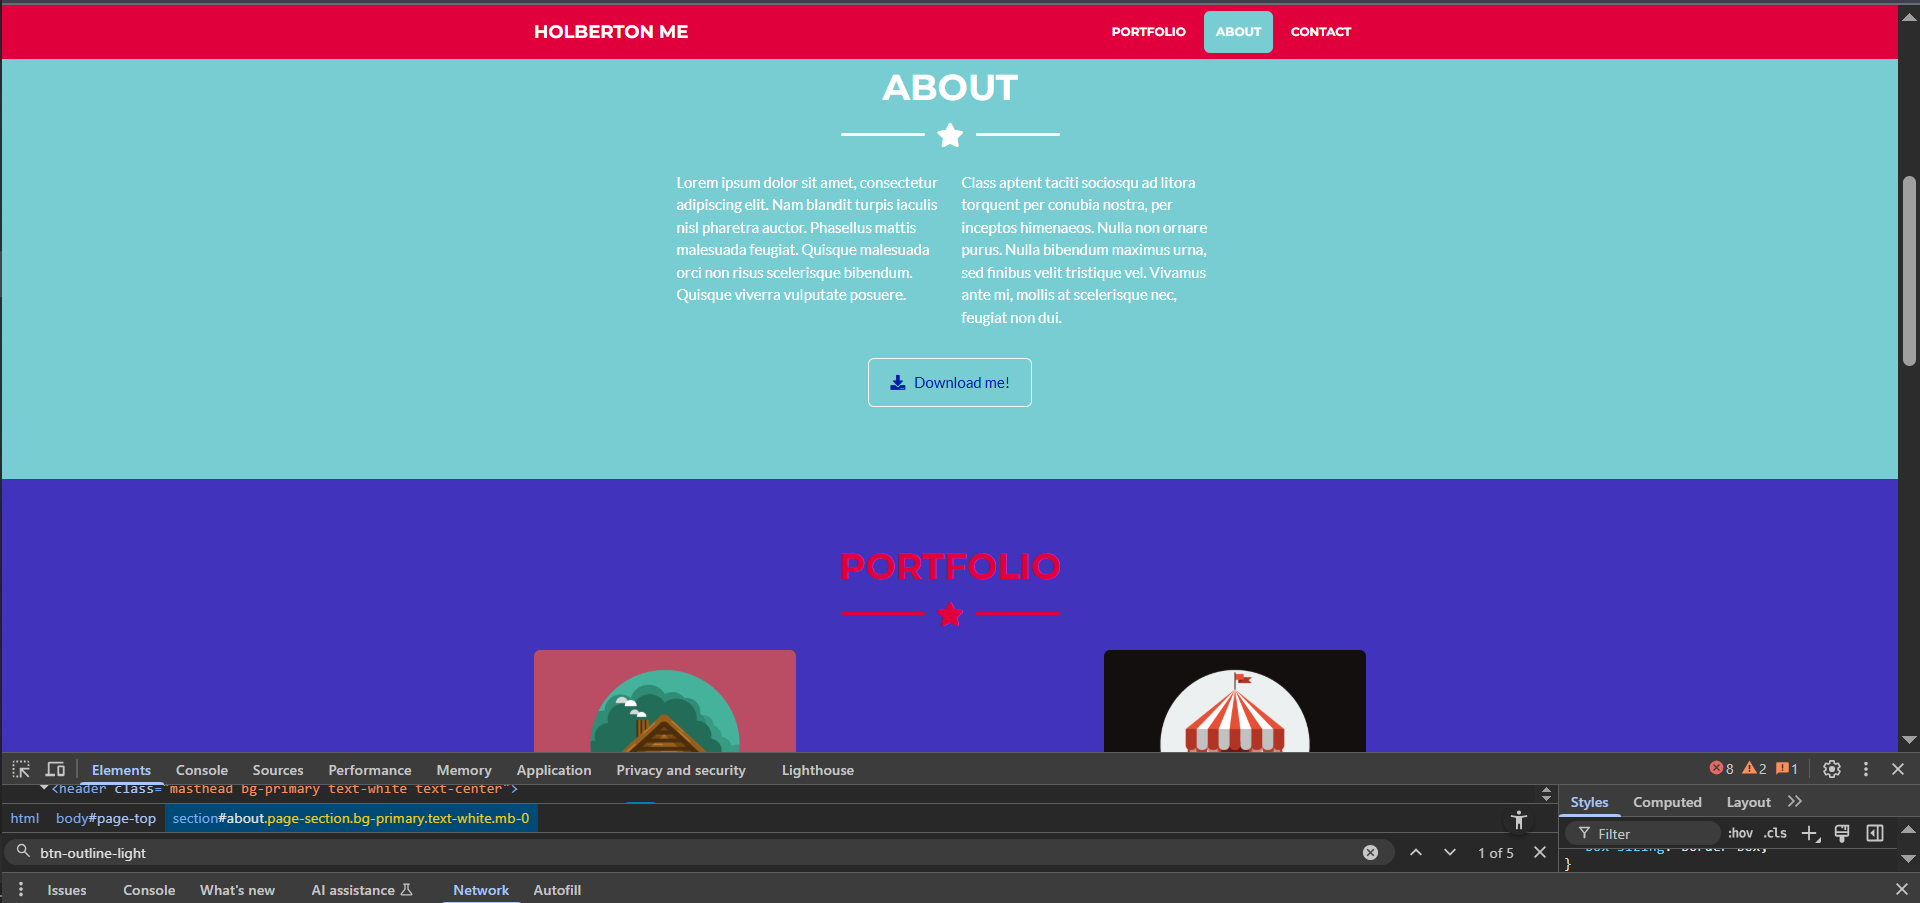 HOLBERTON ME
PORTFOLIO ABOUT CONTACT
ABOUT
Lorem ipsum dolor sit amet, consectetur
adipiscing elit. Nam blandit turpis iaculis
nisl pharetra auctor. Phasellus mattis
malesuada feugiat. Quisque malesuada
orci non risus scelerisque bibendum.
Quisque viverra vulputate posuere.
Class aptent taciti sociosqu ad litora
torquent per conubia nostra, per
inceptos himenaeos. Nulla non ornare
purus. Nulla bibendum maximus urna,
sed finibus velit tristique vel. Vivamus
ante mi, mollis at scelerisque nec,
feugiat non dui.
Download me!
PORTFOLIO
Elements Console Sources Performance Memory Application Privacy and security Lighthouse 8 2 1
<header class="masthead bg-primary text-white text-center">
html body#page-top section#about.page-section.bg-primary.text-white.mb-0
btn-outline-light 1 of 5
Styles Computed Layout
Filter :hov .cls
box-sizing: border-box;
}
Issues Console What's new AI assistance Network Autofill